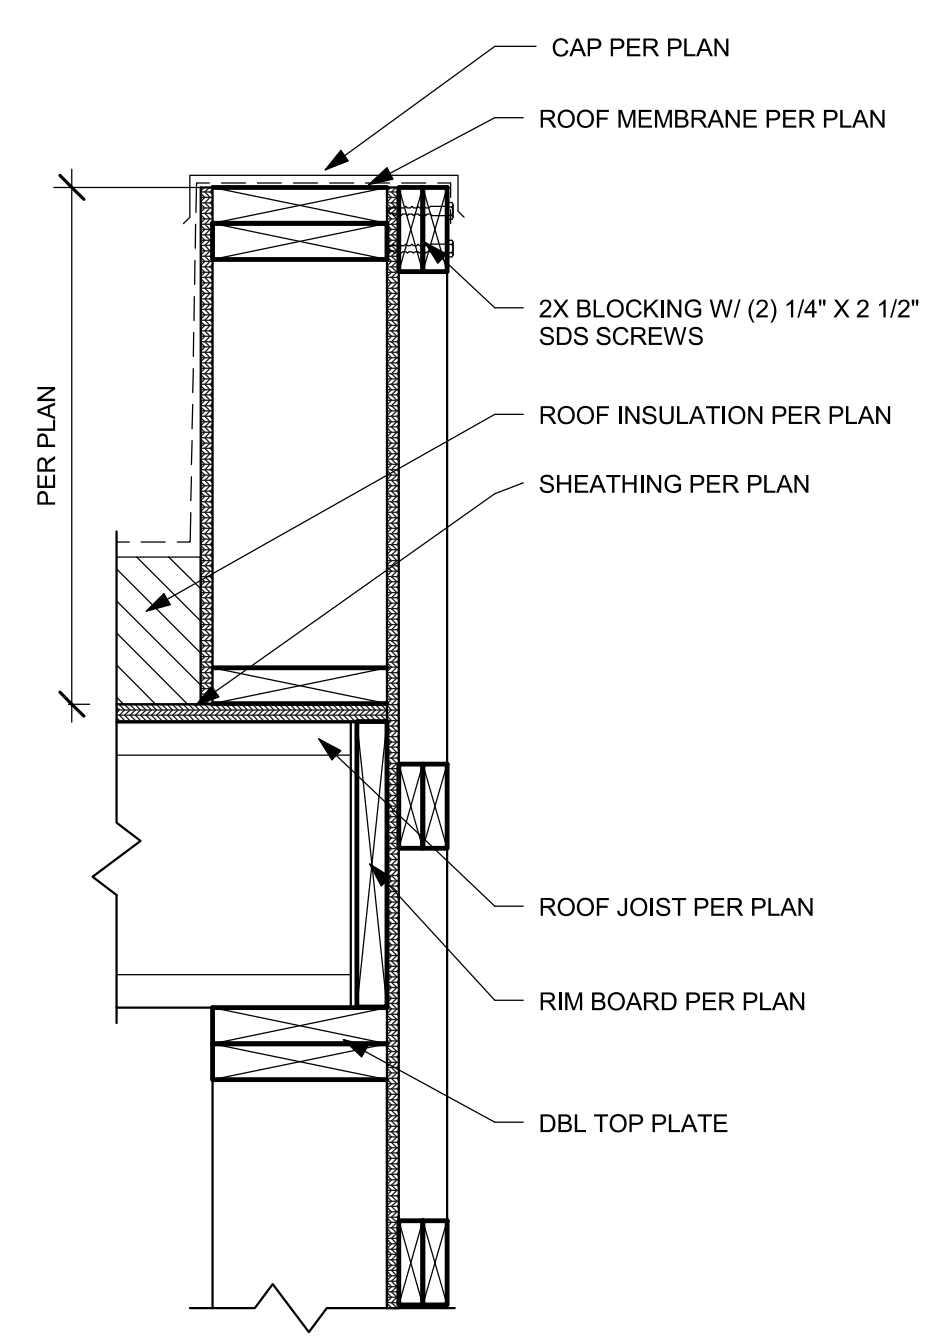 CAP PER PLAN
ROOF MEMBRANE PER PLAN
2X BLOCKING W/ (2) 1/4" X 2 1/2"
SDS SCREWS
PER PLAN
ROOF INSULATION PER PLAN
SHEATHING PER PLAN
ROOF JOIST PER PLAN
RIM BOARD PER PLAN
DBL TOP PLATE